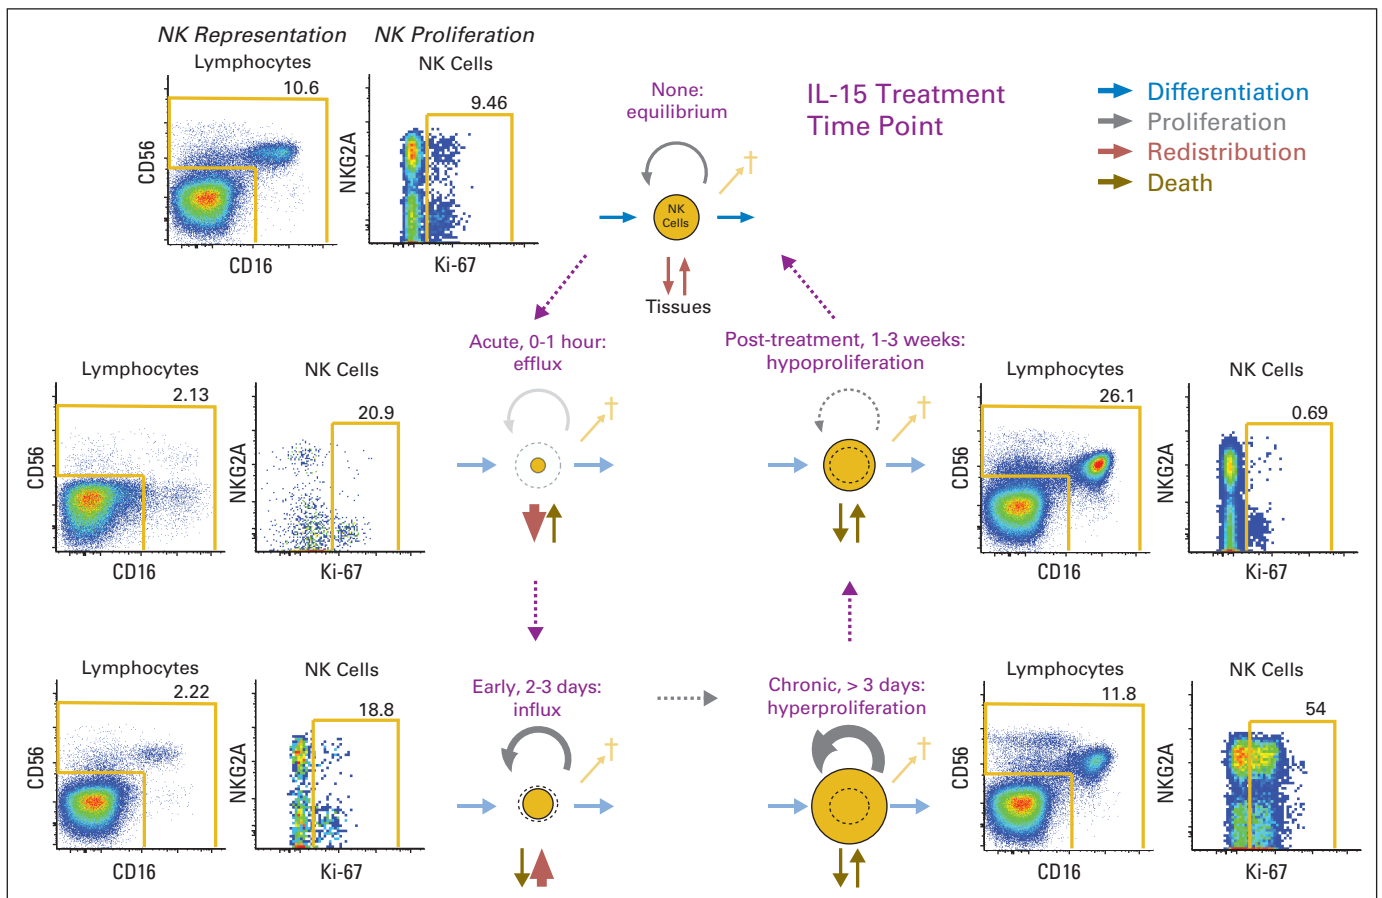 NK Representation
NK Proliferation
Lymphocytes
NK Cells
10.6
9.46
CD56
CD16
NKG2A
Ki-67
None:
equilibrium
IL-15 Treatment
Time Point
Differentiation
Proliferation
Redistribution
Death
NK
Cells
Tissues
Lymphocytes
NK Cells
2.13
20.9
CD56
CD16
NKG2A
Ki-67
Acute, 0-1 hour:
efflux
Post-treatment, 1-3 weeks:
hypoproliferation
Lymphocytes
NK Cells
26.1
0.69
CD56
CD16
NKG2A
Ki-67
Lymphocytes
NK Cells
2.22
18.8
CD56
CD16
NKG2A
Ki-67
Early, 2-3 days:
influx
Chronic, > 3 days:
hyperproliferation
Lymphocytes
NK Cells
11.8
54
CD56
CD16
NKG2A
Ki-67